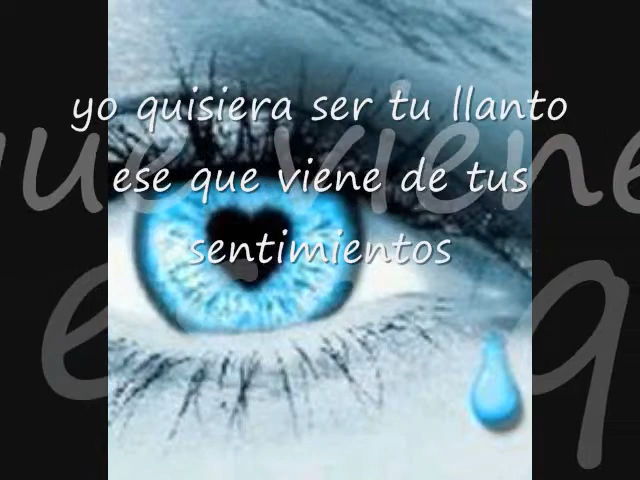 yo quisiera ser tu llanto
ese que viene de tus
sentimientos